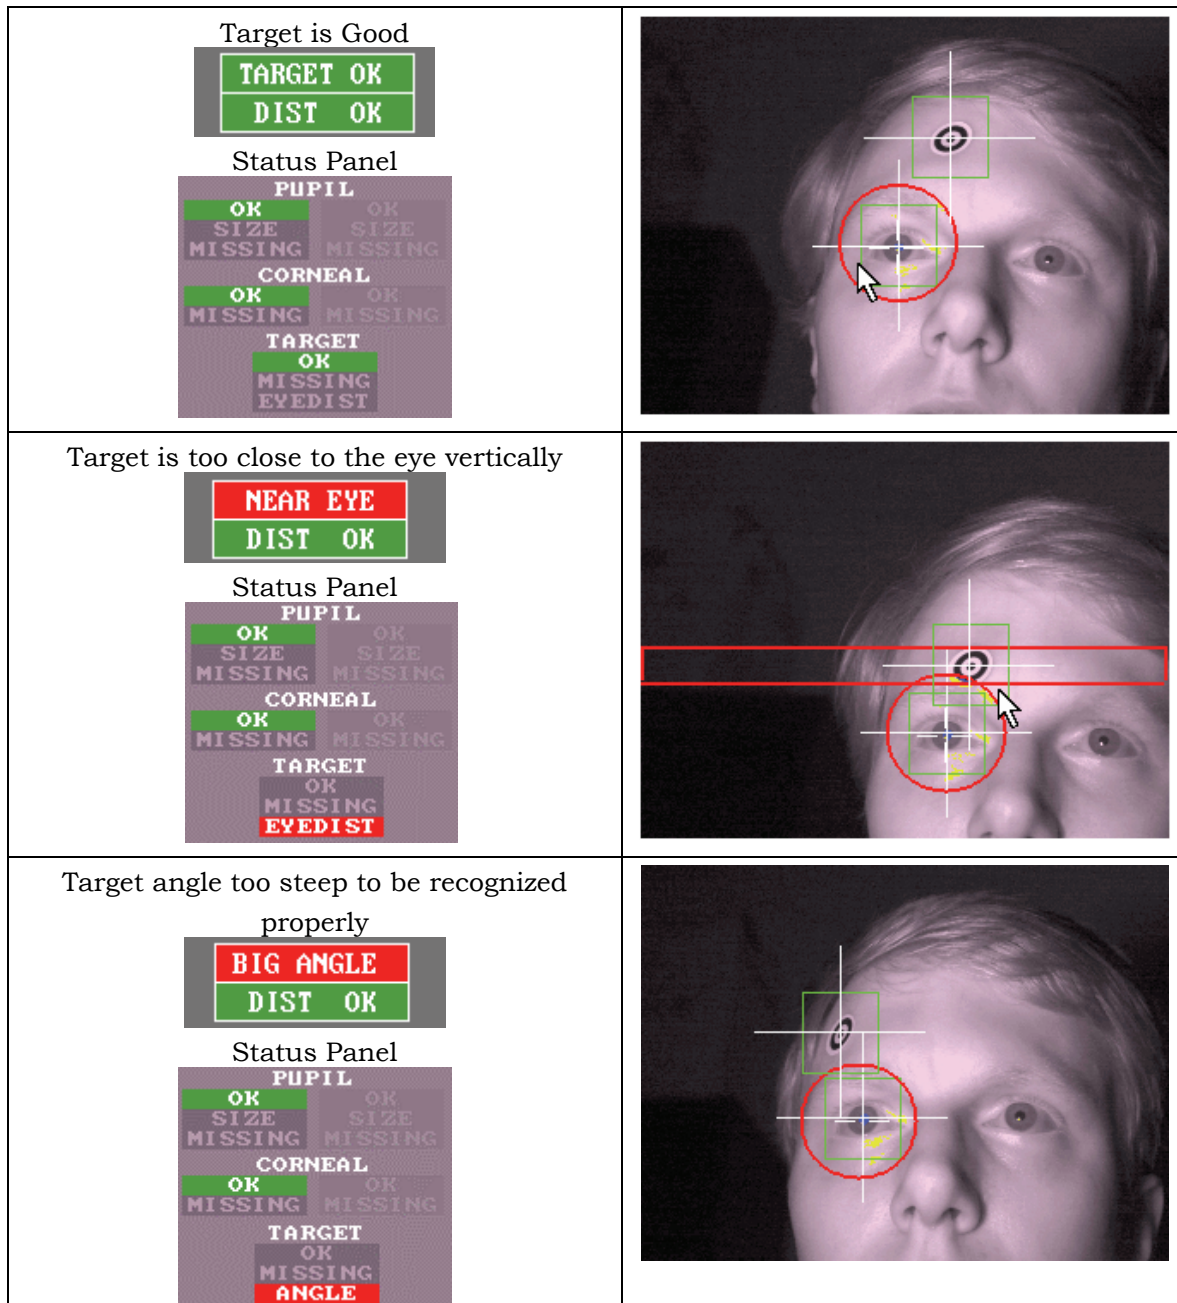 Target is Good
TARGET OK
DIST OK
Status Panel
PUPIL
OK OK
SIZE SIZE
MISSING MISSING
CORNEAL
OK OK
MISSING MISSING
TARGET
OK
MISSING
EYEDIST
Target is too close to the eye vertically
NEAR EYE
DIST OK
Status Panel
PUPIL
OK OK
SIZE SIZE
MISSING MISSING
CORNEAL
OK OK
MISSING MISSING
TARGET
OK
MISSING
EYEDIST
Target angle too steep to be recognized
properly
BIG ANGLE
DIST OK
Status Panel
PUPIL
OK OK
SIZE SIZE
MISSING MISSING
CORNEAL
OK OK
MISSING MISSING
TARGET
OK
MISSING
ANGLE